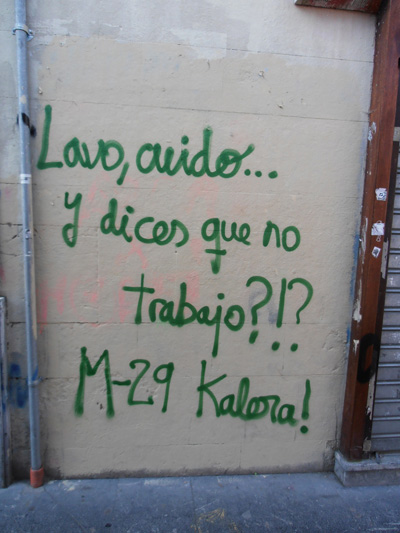 Lavo, cuido...
y dices que no
trabajo?!?
M-29 Kalera!